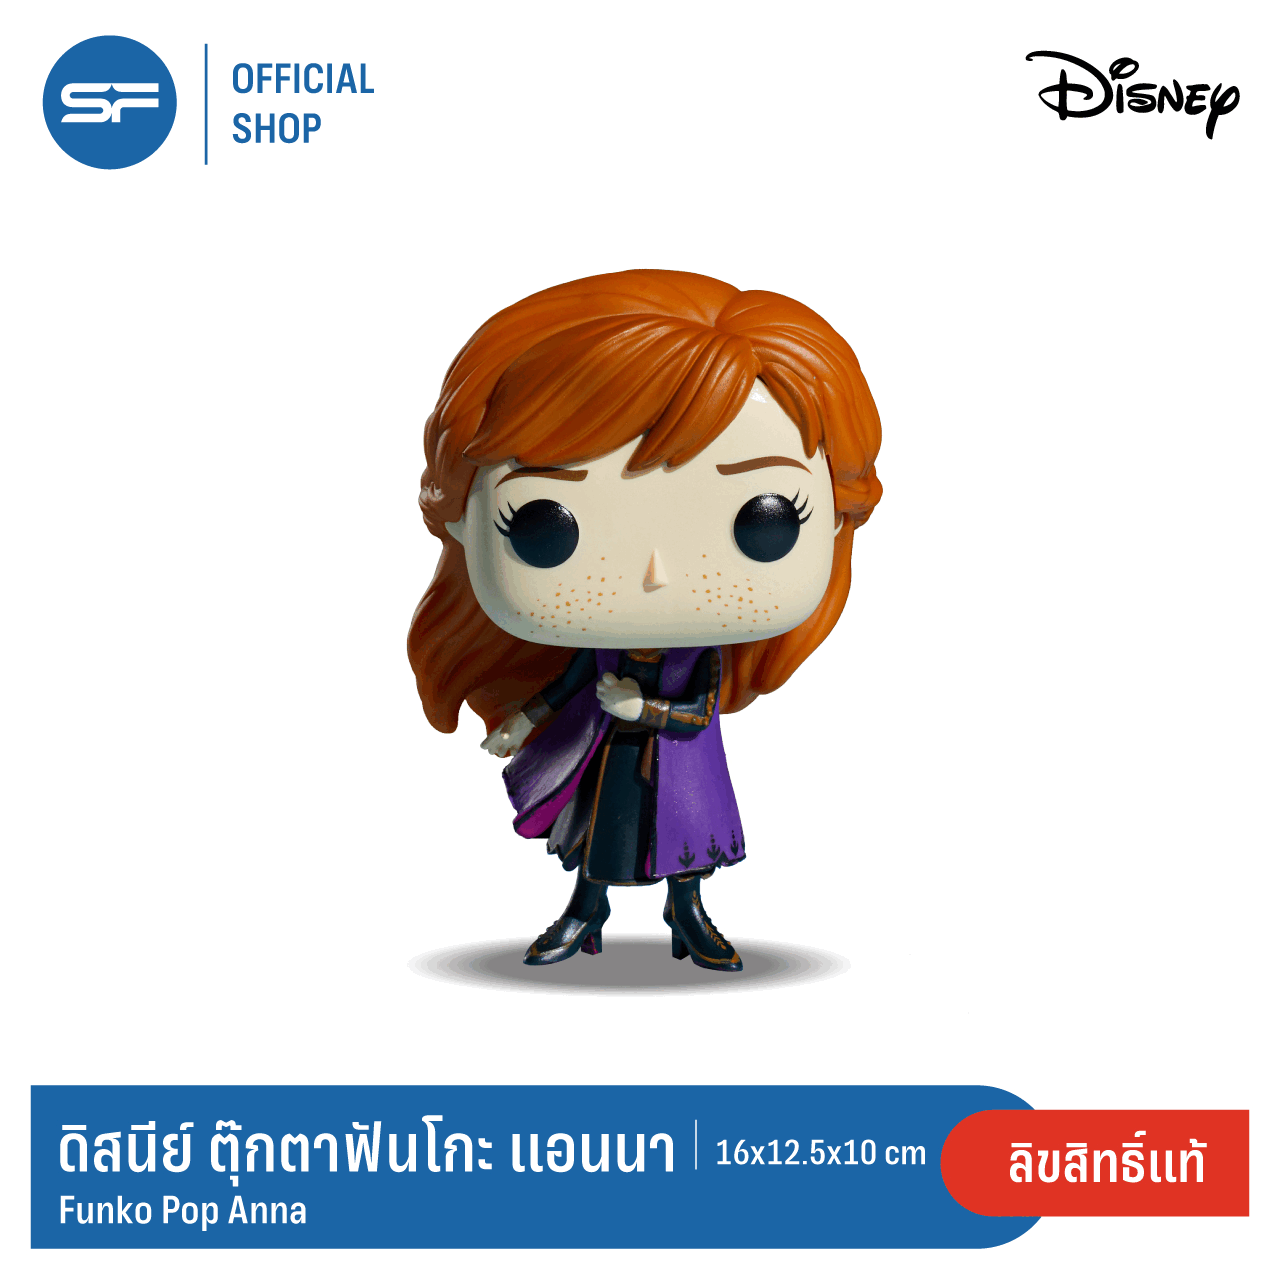 SF
OFFICIAL
SHOP
Disney
ดิสนีย์ ตุ๊กตาฟันโกะ แอนนา
16x12.5x10 cm
Funko Pop Anna
ลิขสิทธิ์แท้